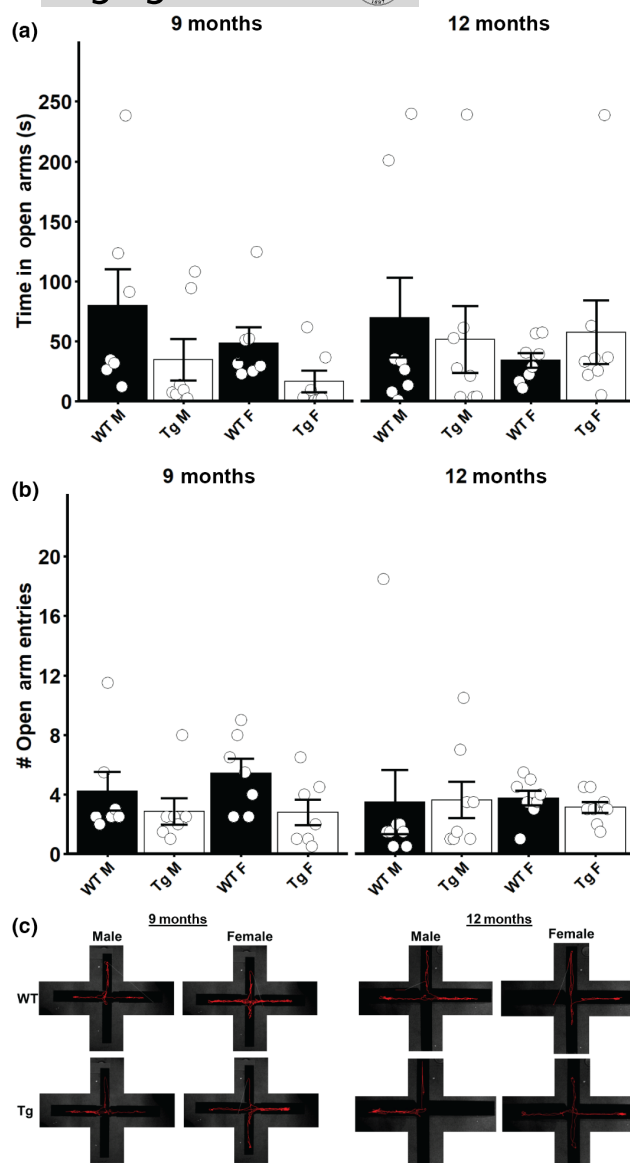 9 months 12 months
(a)
Time in open arms (s)
250
200
150
100
50
0
WT M Tg M WT F Tg F WT M Tg M WT F Tg F
9 months 12 months
(b)
# Open arm entries
20
16
12
8
4
0
WT M Tg M WT F Tg F WT M Tg M WT F Tg F
(c)
9 months 12 months
Male Female Male Female
WT
Tg